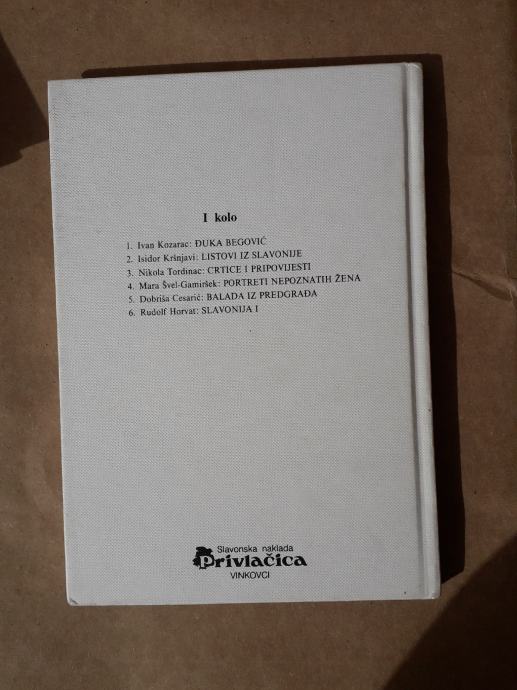 I kolo
1. Ivan Kozarac: ĐUKA BEGOVIĆ
2. Isidor Kršnjavi: LISTOVI IZ SLAVONIJE
3. Nikola Tordinac: CRTICE I PRIPOVIJESTI
4. Mara Švel-Gamiršek: PORTRETI NEPOZNATIH ŽENA
5. Dobriša Cesarić: BALADA IZ PREDGRAĐA
6. Rudolf Horvat: SLAVONIJA I
Slavonska naklada
Privlačica
VINKOVCI